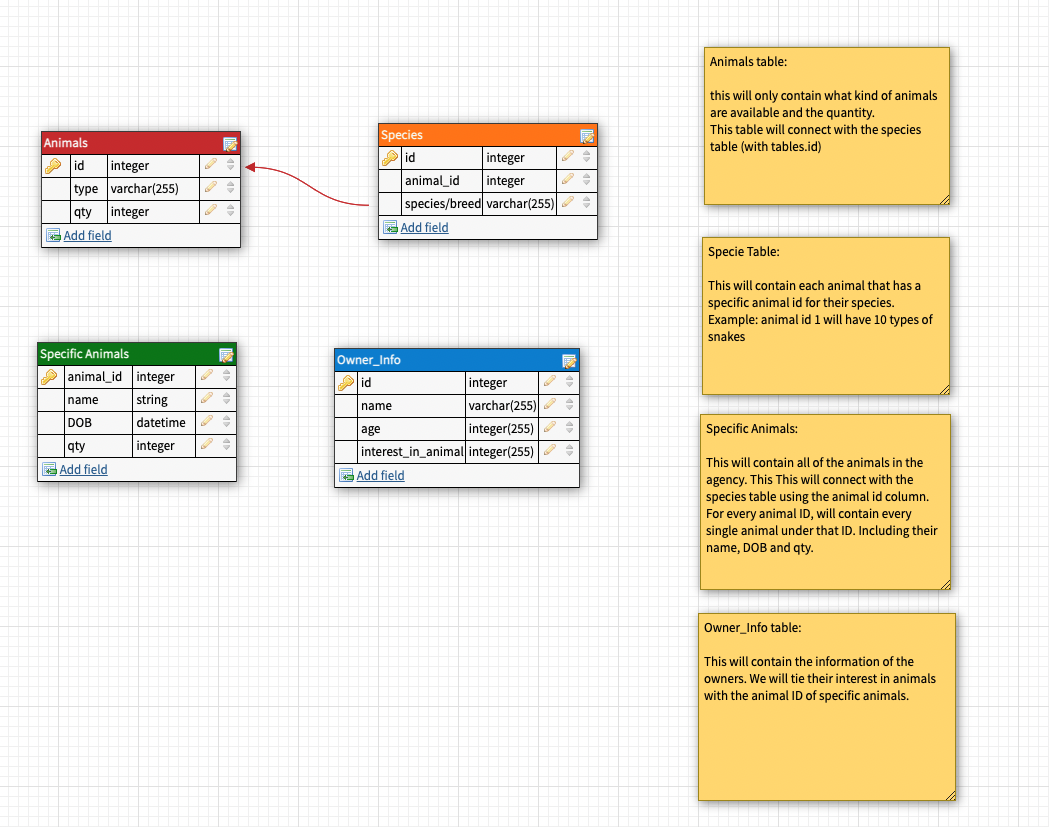 Animals
id integer
type varchar(255)
qty integer
Add field
Species
id integer
animal_id integer
species/breed varchar(255)
Add field
Specific Animals
animal_id integer
name string
DOB datetime
qty integer
Add field
Owner_Info
id integer
name varchar(255)
age integer(255)
interest_in_animal integer(255)
Add field
Animals table:
this will only contain what kind of animals
are available and the quantity.
This table will connect with the species
table (with tables.id)
Specie Table:
This will contain each animal that has a
specific animal id for their species.
Example: animal id 1 will have 10 types of
snakes
Specific Animals:
This will contain all of the animals in the
agency. This This will connect with the
species table using the animal id column.
For every animal ID, will contain every
single animal under that ID. Including their
name, DOB and qty.
Owner_Info table:
This will contain the information of the
owners. We will tie their interest in animals
with the animal ID of specific animals.